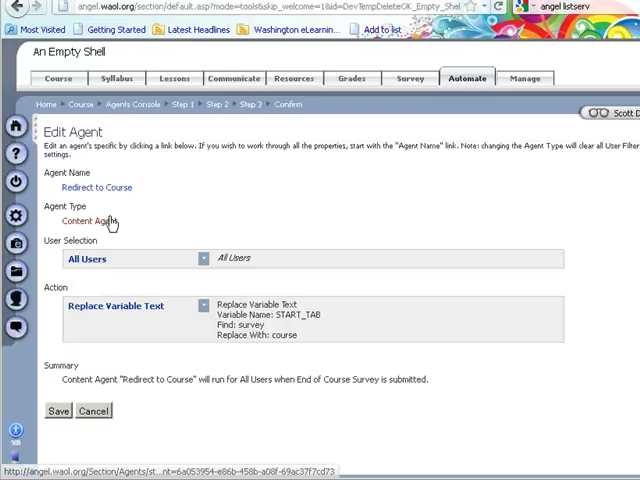 angel.waol.org/section/default.asp?mode=tools&skip_welcome=1&id=DevTempDeleteOK_Empty_Shel
angel listserv
Most Visited
Getting Started
Latest Headlines
Washington eLearning...
Add to list
An Empty Shell
Course
Syllabus
Lessons
Communicate
Resources
Grades
Survey
Automate
Manage
Home
Course
Agents Console
Step 1
Step 2
Step 3
Confirm
Scott D
Edit Agent
Edit an agent's specific by clicking a link below. If you wish to work through all the properties, start with the "Agent Name" link. Note: changing the Agent Type will clear all User Filter
settings.
Agent Name
Redirect to Course
Agent Type
Content Agent
User Selection
All Users
All Users
Action
Replace Variable Text
Replace Variable Text
Variable Name: START_TAB
Find: survey
Replace With: course
Summary
Content Agent "Redirect to Course" will run for All Users when End of Course Survey is submitted.
Save
Cancel
http://angel.waol.org/Section/Agents/st...nt=6a053954-e86b-458b-a08f-69ac37f7cd73